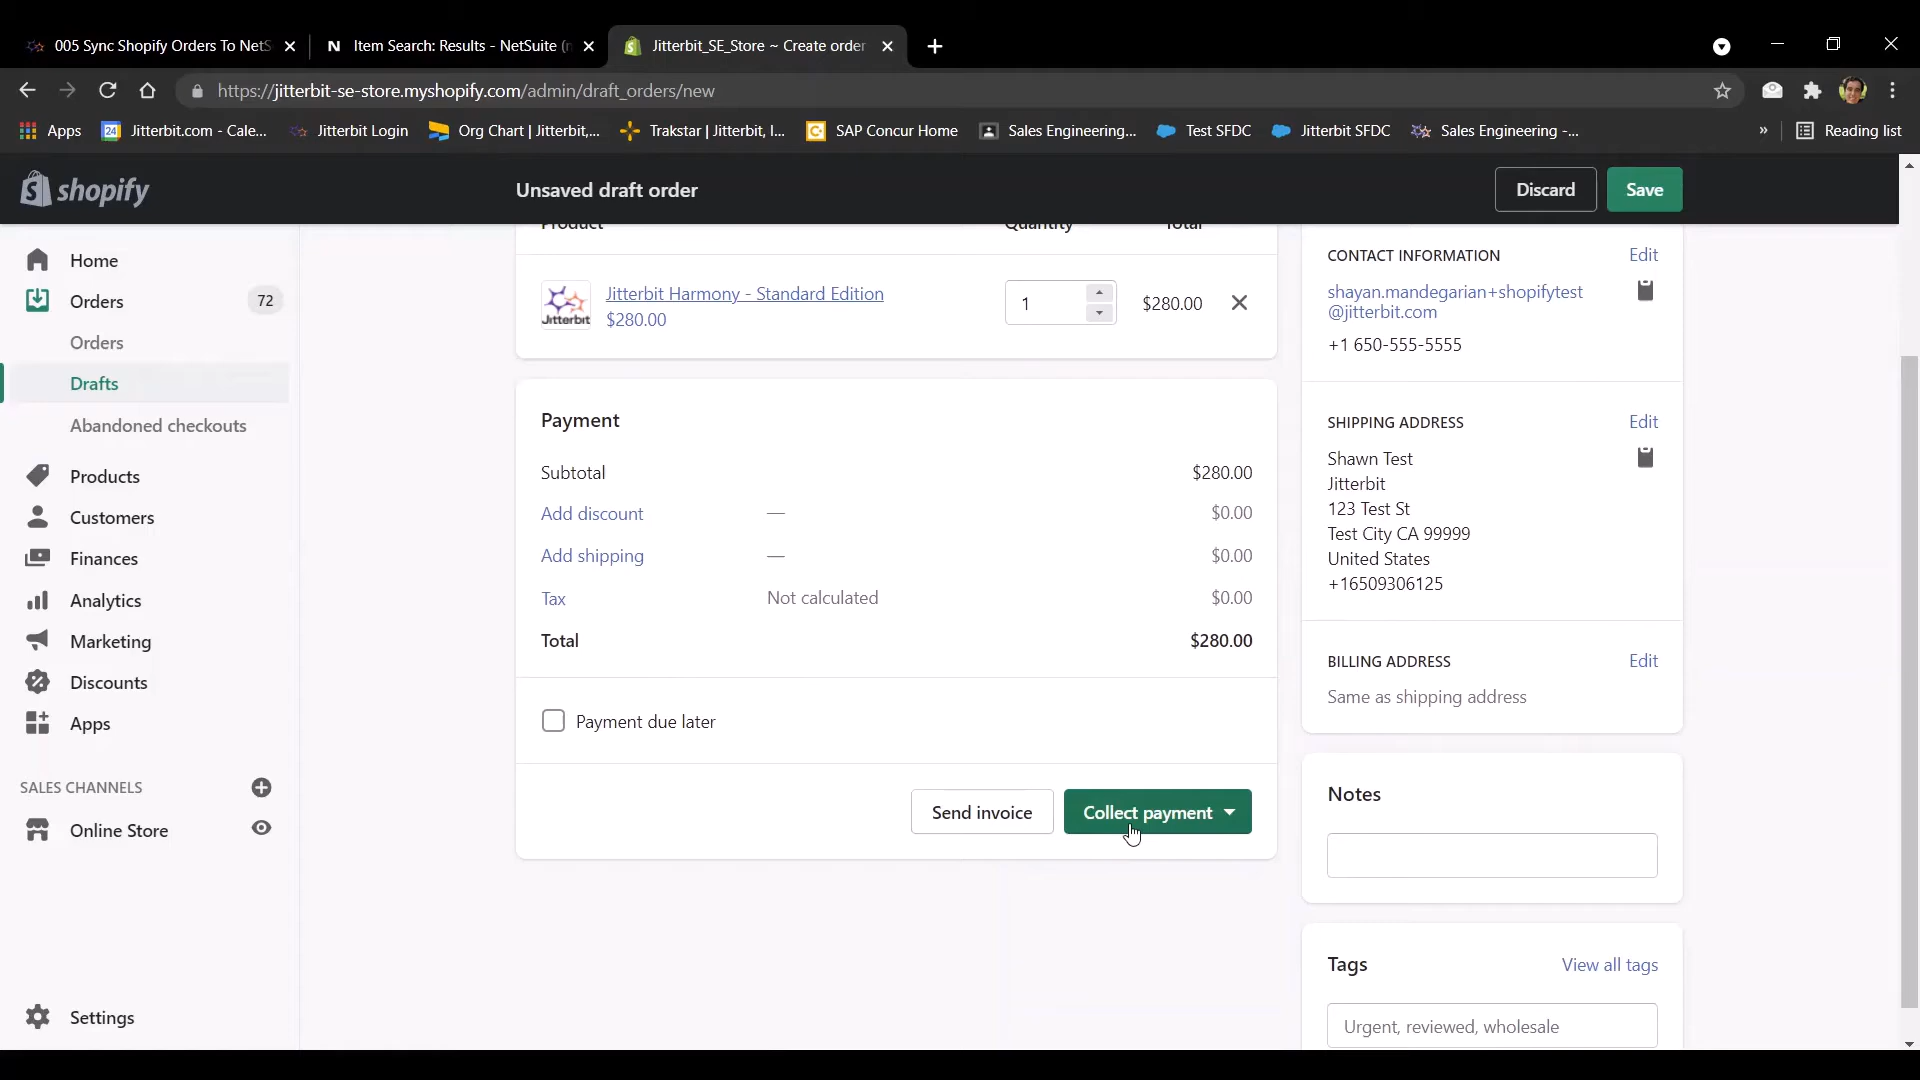 005 Sync Shopify Orders To NetS
Item Search: Results - NetSuite (n
Jitterbit_SE_Store ~ Create order
https://jitterbit-se-store.myshopify.com/admin/draft_orders/new
Apps
24
Jitterbit.com - Cale...
Jitterbit Login
Org Chart | Jitterbit,...
Trakstar | Jitterbit, I...
SAP Concur Home
Sales Engineering...
Test SFDC
Jitterbit SFDC
Sales Engineering -...
»
Reading list
shopify
Unsaved draft order
Discard
Save
Home
Orders
72
Orders
Drafts
Abandoned checkouts
Products
Customers
Finances
Analytics
Marketing
Discounts
Apps
SALES CHANNELS
Online Store
Settings
Product
Quantity
Total
Jitterbit
Jitterbit Harmony - Standard Edition
$280.00
1
$280.00
Payment
Subtotal
$280.00
Add discount
—
$0.00
Add shipping
—
$0.00
Tax
Not calculated
$0.00
Total
$280.00
Payment due later
Send invoice
Collect payment
CONTACT INFORMATION
Edit
shayan.mandegarian+shopifytest
@jitterbit.com
+1 650-555-5555
SHIPPING ADDRESS
Edit
Shawn Test
Jitterbit
123 Test St
Test City CA 99999
United States
+16509306125
BILLING ADDRESS
Edit
Same as shipping address
Notes
Tags
View all tags
Urgent, reviewed, wholesale